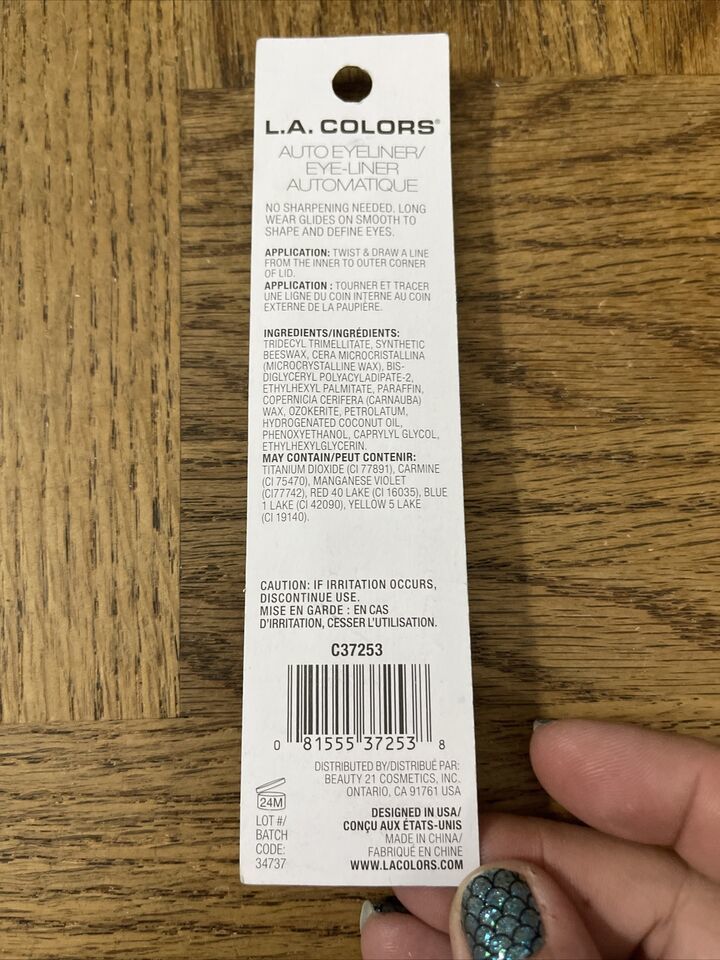 L.A. COLORS®
AUTO EYELINER/
EYE-LINER
AUTOMATIQUE
NO SHARPENING NEEDED. LONG
WEAR GLIDES ON SMOOTH TO
SHAPE AND DEFINE EYES.
APPLICATION: TWIST & DRAW A LINE
FROM THE INNER TO OUTER CORNER
OF LID.
APPLICATION : TOURNER ET TRACER
UNE LIGNE DU COIN INTERNE AU COIN
EXTERNE DE LA PAUPIÈRE.
INGREDIENTS/INGRÉDIENTS:
TRIDECYL TRIMELLITATE, SYNTHETIC
BEESWAX, CERA MICROCRISTALLINA
(MICROCRYSTALLINE WAX), BIS-
DIGLYCERYL POLYACYLADIPATE-2,
ETHYLHEXYL PALMITATE, PARAFFIN,
COPERNICIA CERIFERA (CARNAUBA)
WAX, OZOKERITE, PETROLATUM,
HYDROGENATED COCONUT OIL,
PHENOXYETHANOL, CAPRYLYL GLYCOL,
ETHYLHEXYLGLYCERIN.
MAY CONTAIN/PEUT CONTENIR:
TITANIUM DIOXIDE (CI 77891), CARMINE
(CI 75470), MANGANESE VIOLET
(CI77742), RED 40 LAKE (CI 16035), BLUE
1 LAKE (CI 42090), YELLOW 5 LAKE
(CI 19140).
CAUTION: IF IRRITATION OCCURS,
DISCONTINUE USE.
MISE EN GARDE : EN CAS
D'IRRITATION, CESSER L'UTILISATION.
C37253
0 81555 37253 8
DISTRIBUTED BY/DISTRIBUÉ PAR:
BEAUTY 21 COSMETICS, INC.
ONTARIO, CA 91761 USA
24M
LOT #/
BATCH
CODE:
34737
DESIGNED IN USA/
CONÇU AUX ÉTATS-UNIS
MADE IN CHINA/
FABRIQUÉ EN CHINE
WWW.LACOLORS.COM